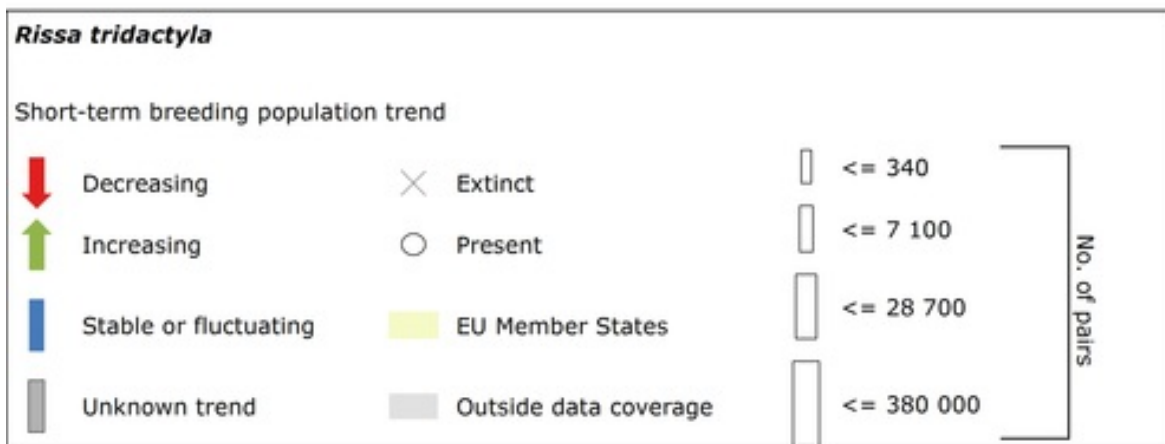 Rissa tridactyla
Short-term breeding population trend
Decreasing
Increasing
Stable or fluctuating
Unknown trend
Extinct
Present
EU Member States
Outside data coverage
<= 340
<= 7 100
<= 28 700
<= 380 000
No. of pairs